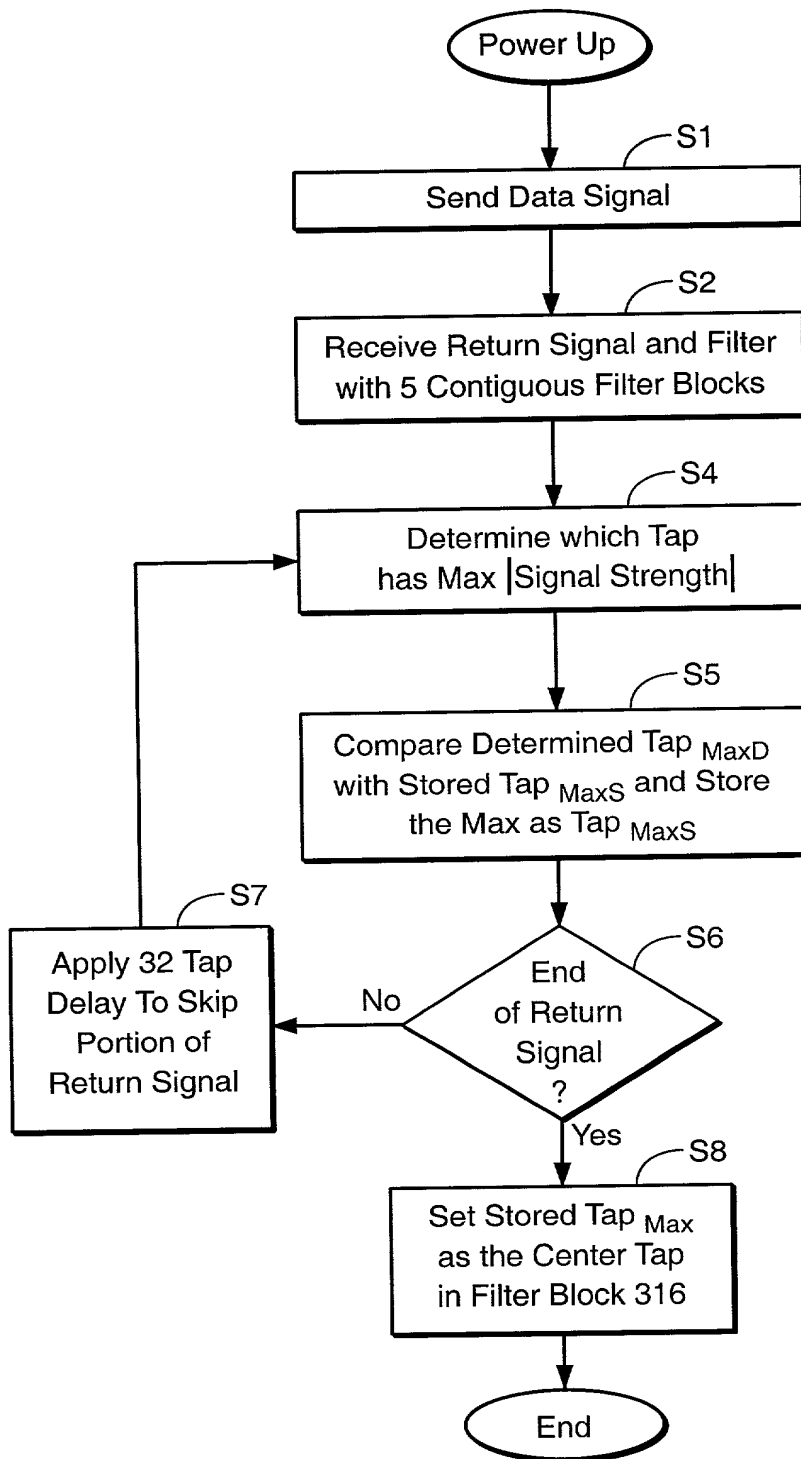 Power Up
S1
Send Data Signal
S2
Receive Return Signal and Filter
with 5 Contiguous Filter Blocks
S4
Determine which Tap
has Max |Signal Strength|
S5
Compare Determined Tap MaxD
with Stored Tap MaxS and Store
the Max as Tap MaxS
S7
Apply 32 Tap
Delay To Skip
Portion of
Return Signal
No
S6
End
of Return
Signal
?
Yes
S8
Set Stored Tap Max
as the Center Tap
in Filter Block 316
End